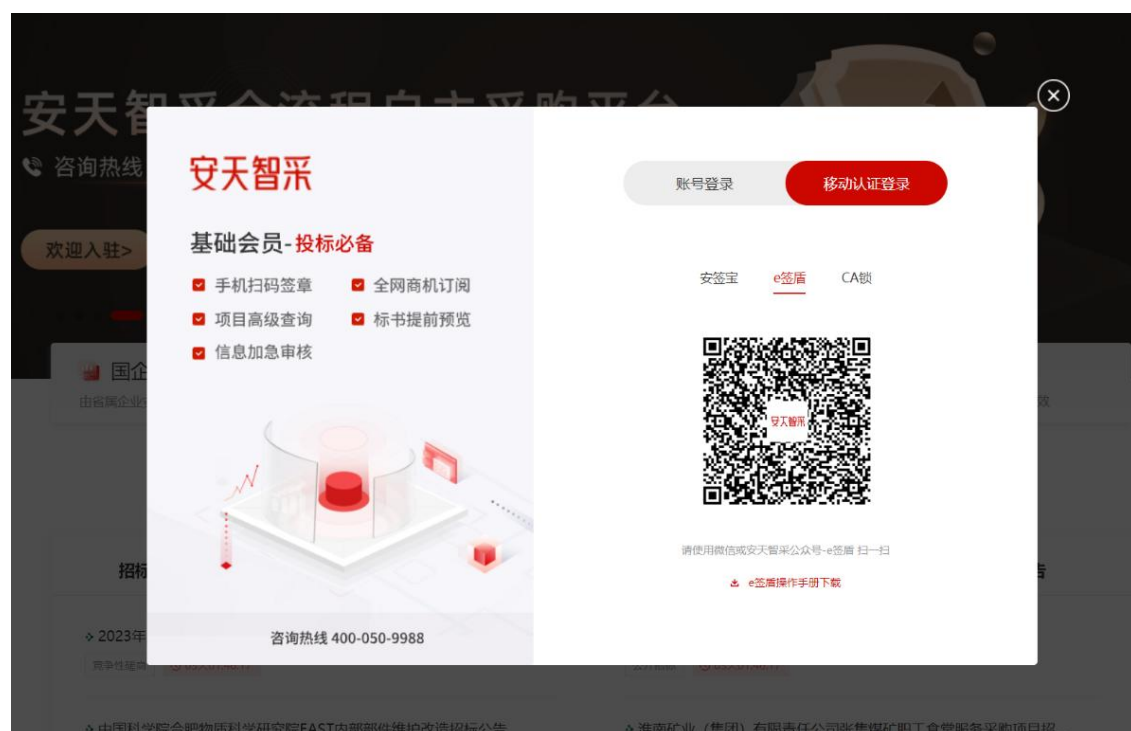 安天智采全流程自主采购平台
咨询热线
欢迎入驻>
国企
由省属企业
效
招标
告
2023年
竞争性磋商
中国科学院合肥物质科学研究院EAST内部部件维护改造招标公告
淮南矿业（集团）有限责任公司张集煤矿职工食堂服务采购项目招
安天智采
基础会员-投标必备
手机扫码签章
全网商机订阅
项目高级查询
标书提前预览
信息加急审核
咨询热线 400-050-9988
账号登录
移动认证登录
安签宝
e签盾
CA锁
安天智采
请使用微信或安天智采公众号-e签盾 扫一扫
e签盾操作手册下载